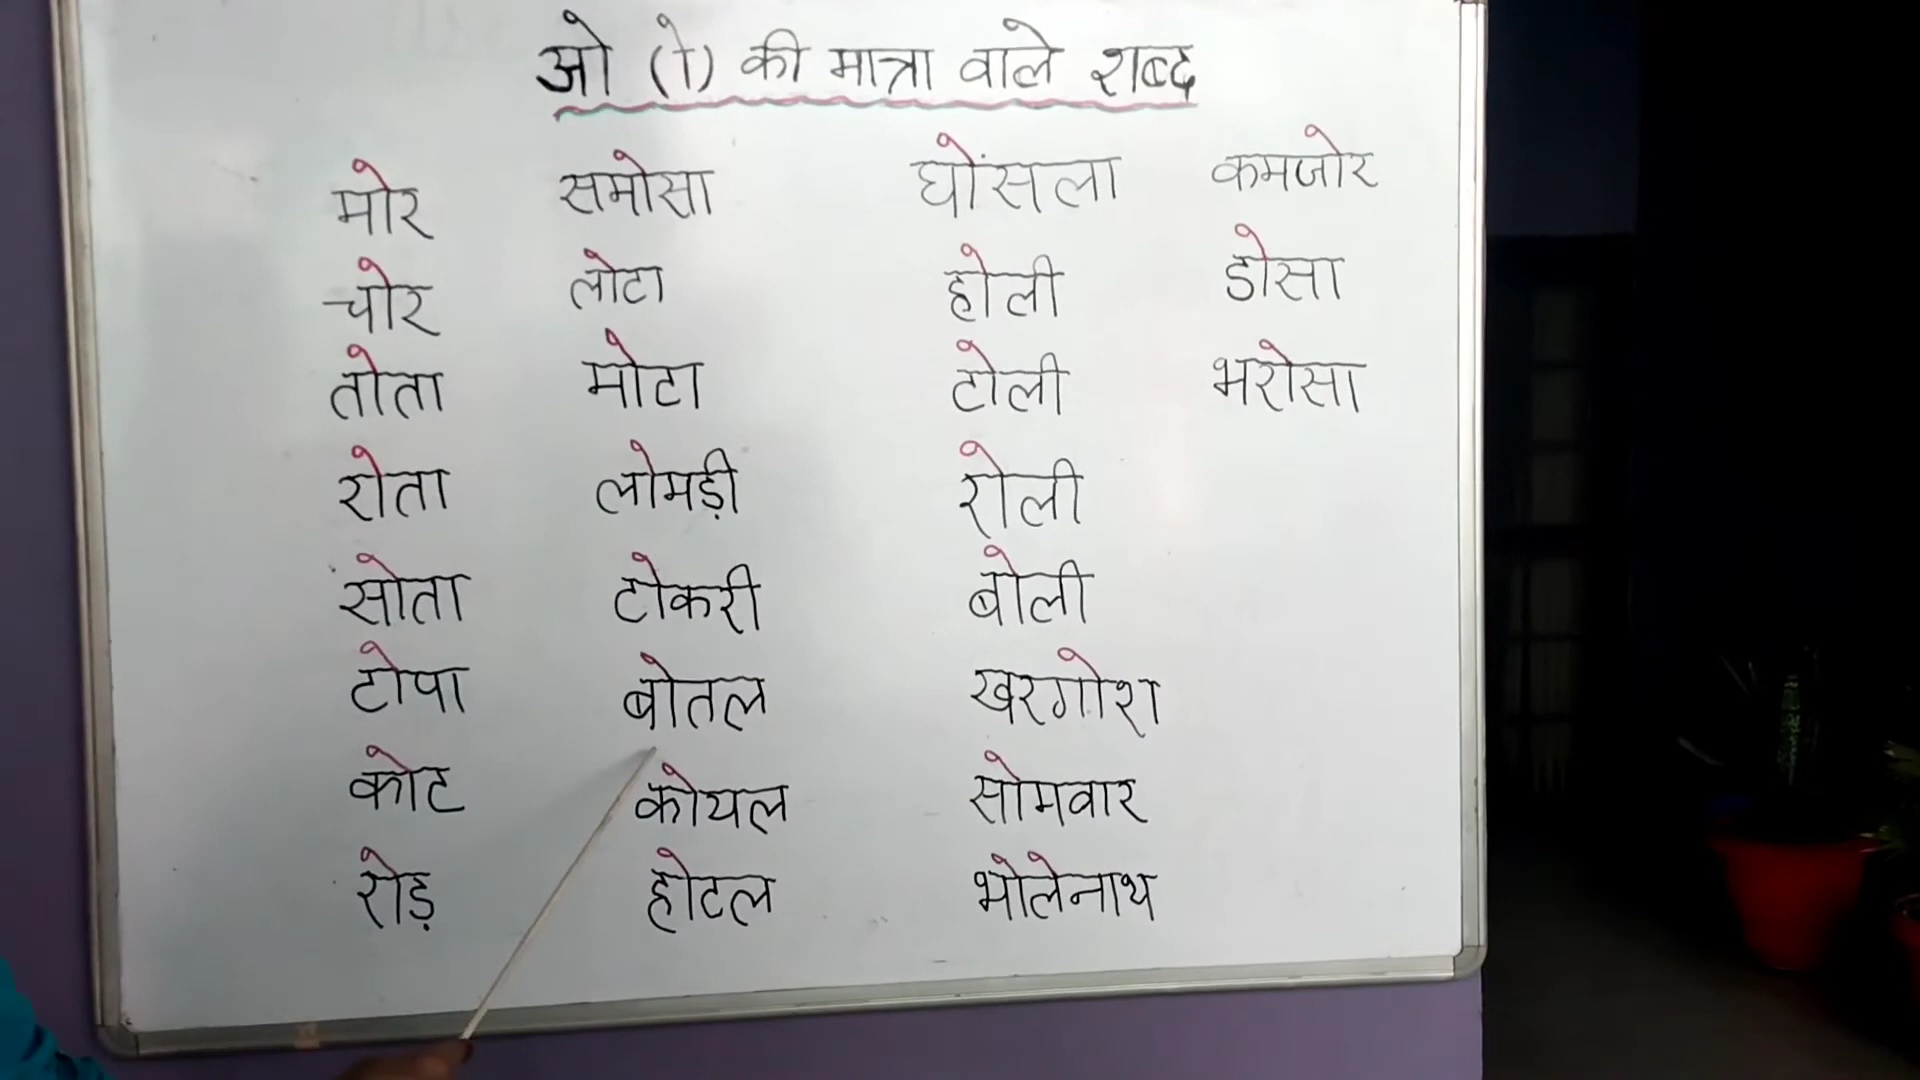 ओ (ो) की मात्रा वाले शब्द
मोर समोसा घोंसला कमजोर
चोर लोटा होली डोसा
तोता मोटा टोली भरोसा
रोता लोमड़ी रोली
सोता टोकरी बोली
टोपा बोतल खरगोश
कोट कोयल सोमवार
रोड़ होटल भोलेनाथ